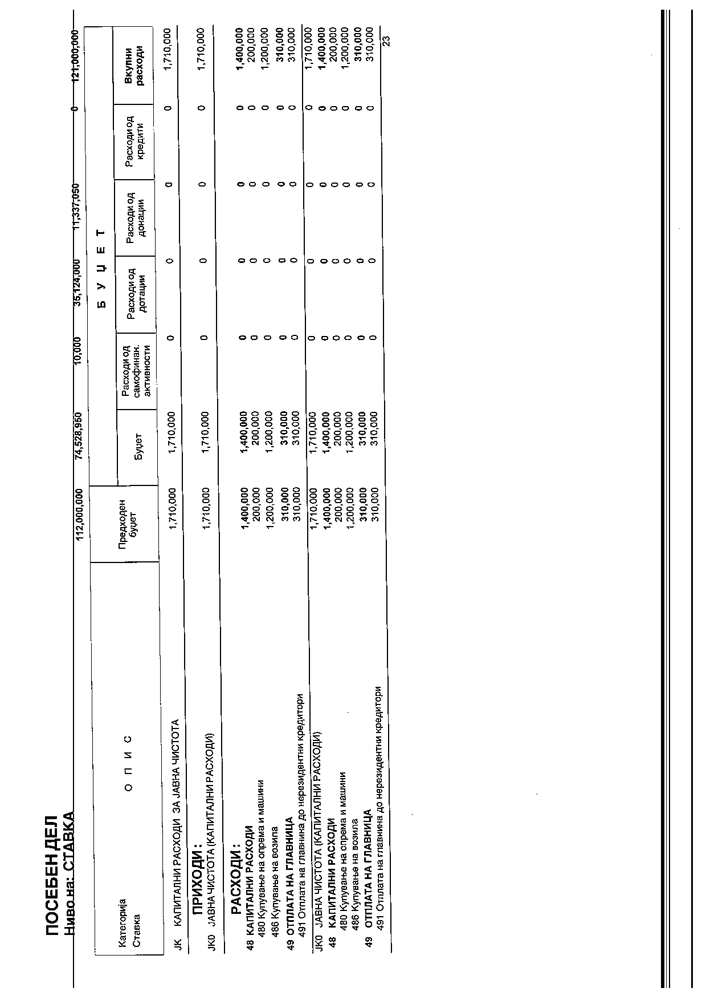 ПОСЕБЕН ДЕЛ
Ниво на: СТАВКА
112,000,000 74,528,950 10,000 35,124,000 11,337,050 0 121,000,000
Категорија
Ставка
О П И С
Предходен
буџет
Б У Џ Е Т
Буџет
Расходи од
самофинан.
активности
Расходи од
дотации
Расходи од
донации
Расходи од
кредити
Вкупни
расходи
ЈК КАПИТАЛНИ РАСХОДИ ЗА ЈАВНА ЧИСТОТА 1,710,000 1,710,000 0 0 0 0 1,710,000
ПРИХОДИ :
ЈК0 ЈАВНА ЧИСТОТА (КАПИТАЛНИ РАСХОДИ) 1,710,000 1,710,000 0 0 0 0 1,710,000
РАСХОДИ :
48 КАПИТАЛНИ РАСХОДИ 1,400,000 1,400,000 0 0 0 0 1,400,000
480 Купување на опрема и машини 200,000 200,000 0 0 0 0 200,000
486 Купување на возила 1,200,000 1,200,000 0 0 0 0 1,200,000
49 ОТПЛАТА НА ГЛАВНИЦА 310,000 310,000 0 0 0 0 310,000
491 Отплата на главнина до нерезидентни кредитори 310,000 310,000 0 0 0 0 310,000
ЈК0 ЈАВНА ЧИСТОТА (КАПИТАЛНИ РАСХОДИ) 1,710,000 1,710,000 0 0 0 0 1,710,000
48 КАПИТАЛНИ РАСХОДИ 1,400,000 1,400,000 0 0 0 0 1,400,000
480 Купување на опрема и машини 200,000 200,000 0 0 0 0 200,000
486 Купување на возила 1,200,000 1,200,000 0 0 0 0 1,200,000
49 ОТПЛАТА НА ГЛАВНИЦА 310,000 310,000 0 0 0 0 310,000
491 Отплата на главнина до нерезидентни кредитори 310,000 310,000 0 0 0 0 310,000
23